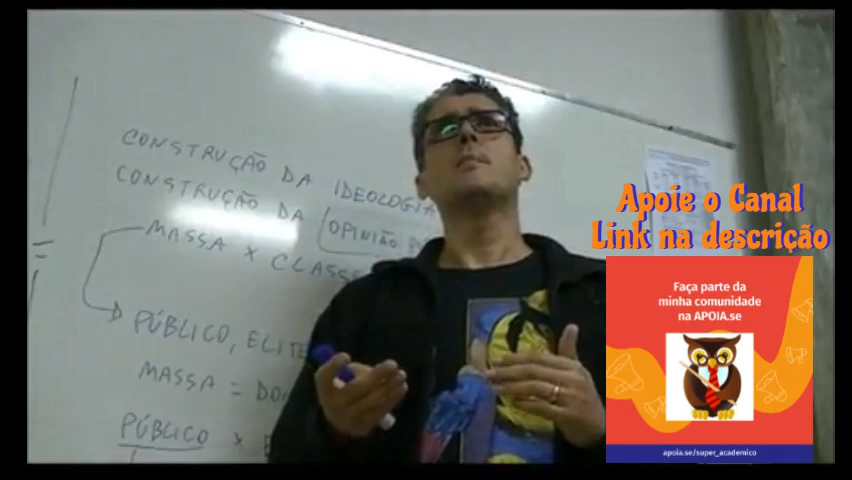 CONSTRUÇÃO DA IDEOLOGIA
CONSTRUÇÃO DA OPINIÃO
MASSA X CLASSE
PÚBLICO, ELITE
MASSA =
PÚBLICO X
Apoie o Canal
Link na descrição
Faça parte da
minha comunidade
na APOIA.se
apoia.se/super_academico